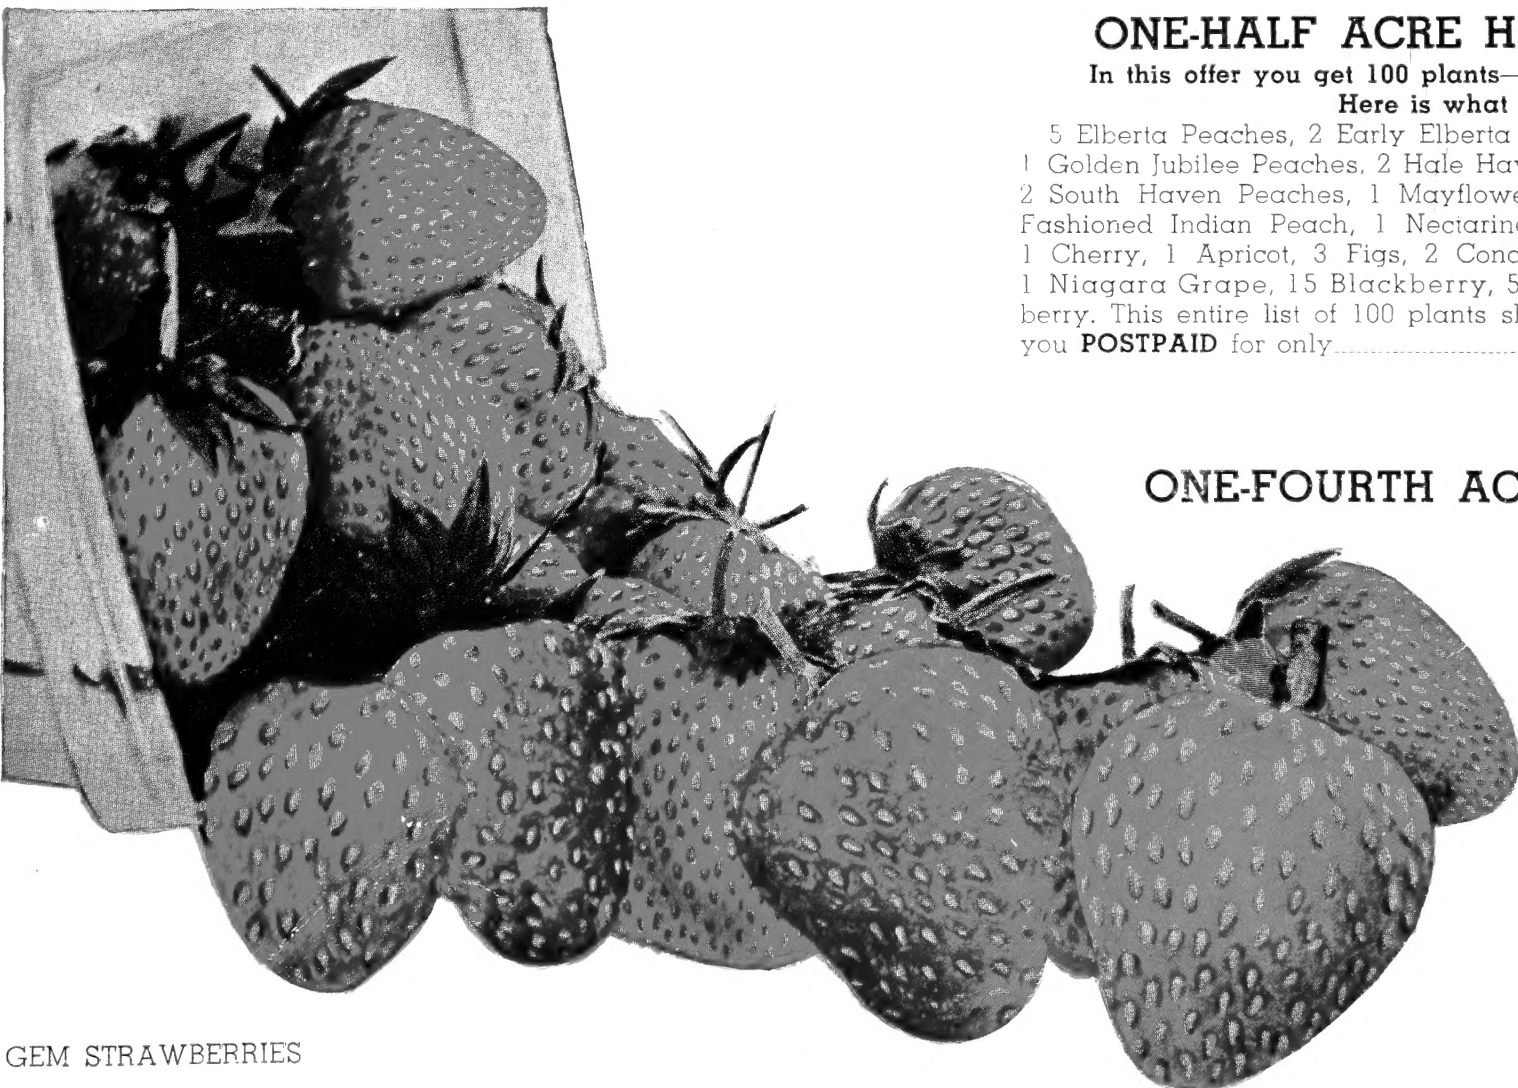 ONE-HALF ACRE H
In this offer you get 100 plants—
Here is what
5 Elberta Peaches, 2 Early Elberta
1 Golden Jubilee Peaches, 2 Hale Hav
2 South Haven Peaches, 1 Mayflowe
Fashioned Indian Peach, 1 Nectarine
1 Cherry, 1 Apricot, 3 Figs, 2 Conc
1 Niagara Grape, 15 Blackberry, 5
berry. This entire list of 100 plants sh
you POSTPAID for only
ONE-FOURTH AC
GEM STRAWBERRIES